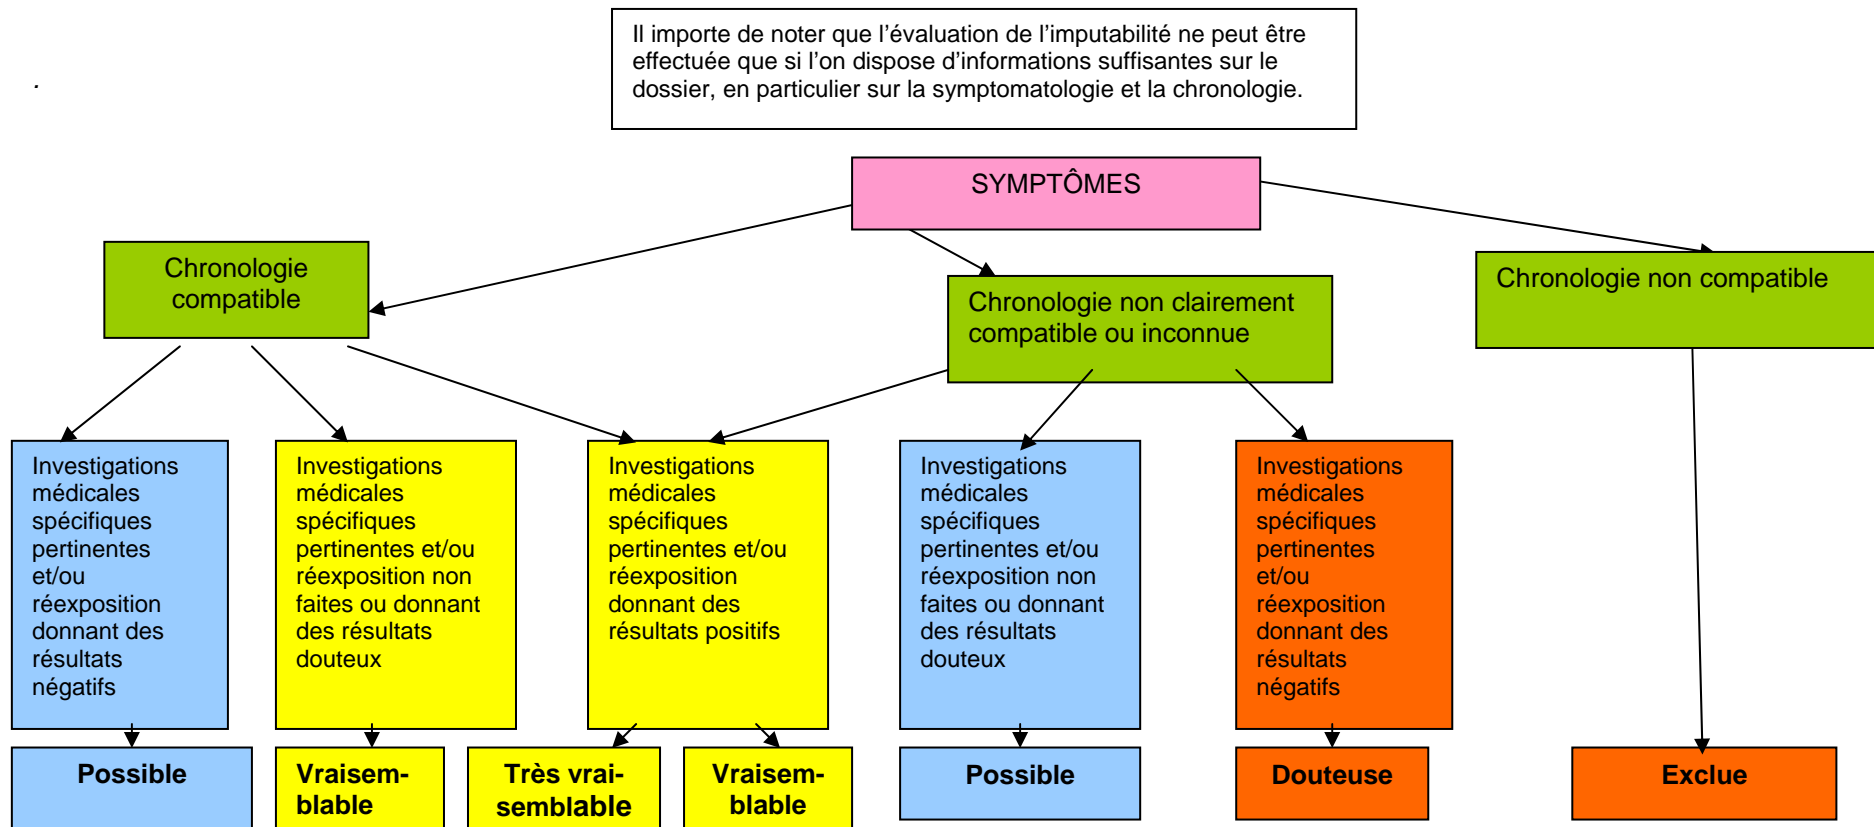 Il importe de noter que l’évaluation de l’imputabilité ne peut être
effectuée que si l’on dispose d’informations suffisantes sur le
dossier, en particulier sur la symptomatologie et la chronologie.
.
SYMPTÔMES
Chronologie
compatible
Chronologie non clairement
compatible ou inconnue
Chronologie non compatible
Investigations
médicales
spécifiques
pertinentes
et/ou
réexposition
donnant des
résultats
négatifs
Investigations
médicales
spécifiques
pertinentes et/ou
réexposition non
faites ou donnant
des résultats
douteux
Investigations
médicales
spécifiques
pertinentes et/ou
réexposition
donnant des
résultats positifs
Investigations
médicales
spécifiques
pertinentes et/ou
réexposition non
faites ou donnant
des résultats
douteux
Investigations
médicales
spécifiques
pertinentes
et/ou
réexposition
donnant des
résultats
négatifs
Possible
Vraisem-
blable
Très vrai-
semblable
Vraisem-
blable
Possible
Douteuse
Exclue